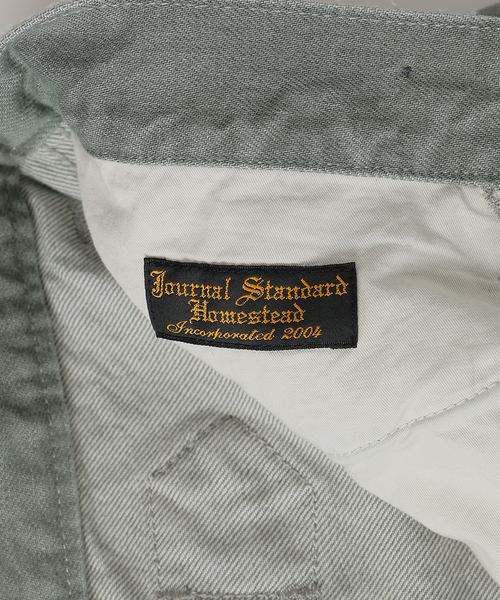 Journal Standard
Homestead
Incorporated 2004